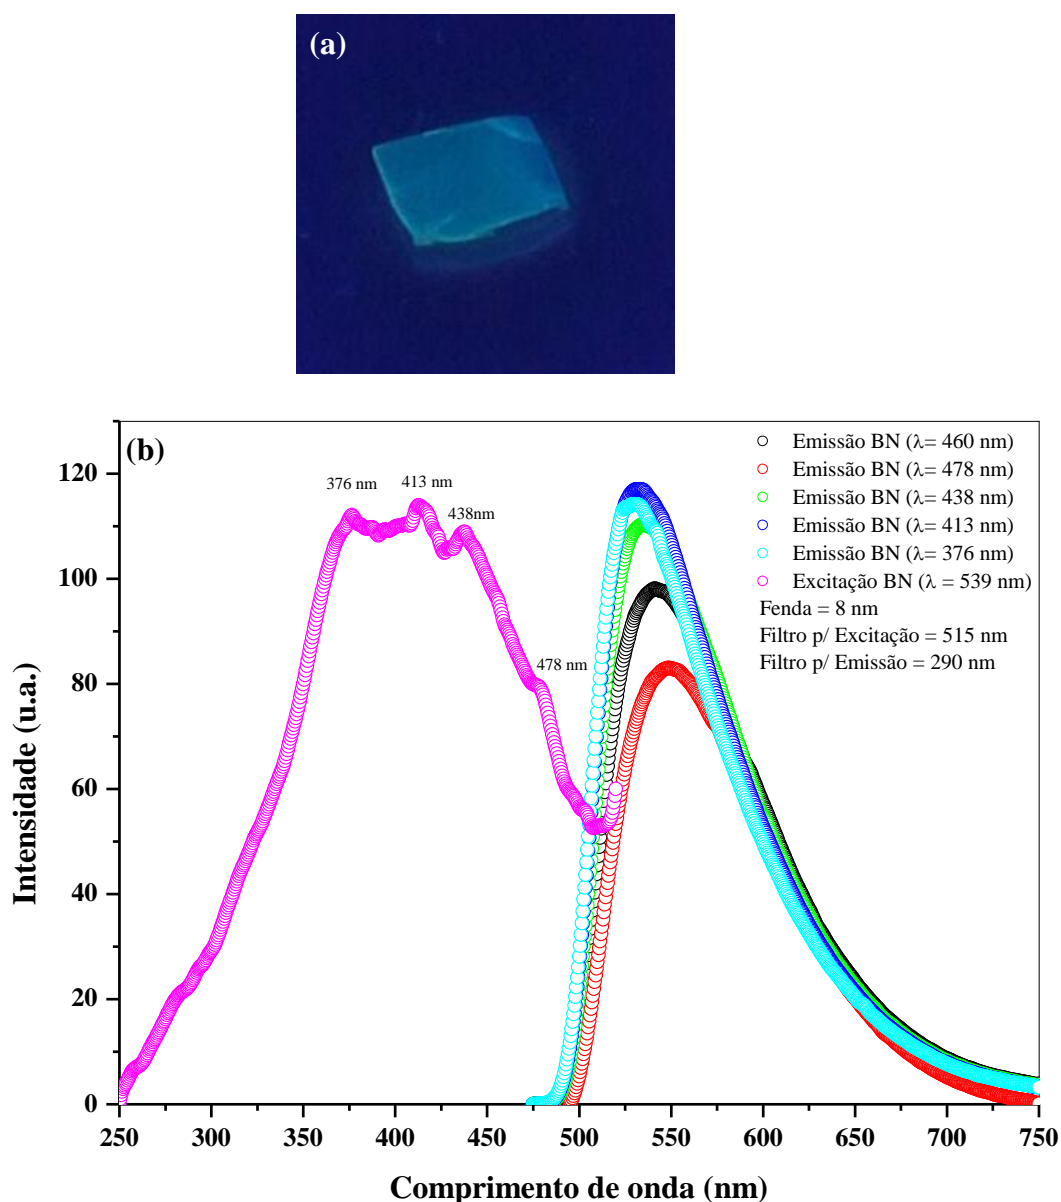 (a)
(b)
376 nm
413 nm
438nm
478 nm
Emissão BN (λ= 460 nm)
Emissão BN (λ= 478 nm)
Emissão BN (λ= 438 nm)
Emissão BN (λ= 413 nm)
Emissão BN (λ= 376 nm)
Excitação BN (λ = 539 nm)
Fenda = 8 nm
Filtro p/ Excitação = 515 nm
Filtro p/ Emissão = 290 nm
Intensidade (u.a.)
120
100
80
60
40
20
0
250 300 350 400 450 500 550 600 650 700 750
Comprimento de onda (nm)